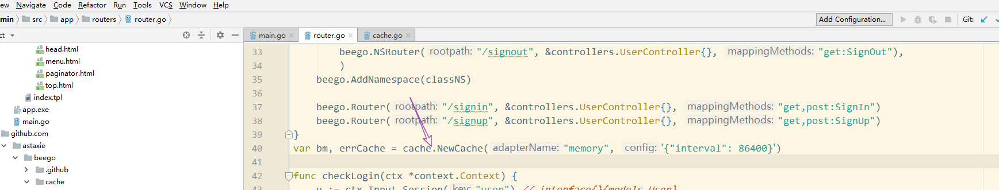 ew Navigate Code Refactor Run Tools VCS Window Help
min src app routers router.go Add Configuration... Git:
ct
main.go router.go cache.go
head.html
menu.html
paginator.html
top.html
index.tpl
app.exe
main.go
github.com
astaxie
beego
.github
cache
33 beego.NSRouter( rootpath: "/signout", &controllers.UserController{}, mappingMethods: "get:SignOut"),
34 )
35 beego.AddNamespace(classNS)
36
37 beego.Router( rootpath: "/signin", &controllers.UserController{}, mappingMethods: "get,post:SignIn")
38 beego.Router( rootpath: "/signup", &controllers.UserController{}, mappingMethods: "get,post:SignUp")
39 }
40 var bm, errCache = cache.NewCache( adapterName: "memory", config: '{"interval": 86400}')
41
42 func checkLogin(ctx *context.Context) {
43 u := ctx.Input.Session( key: "user") // interface{}{models.User}